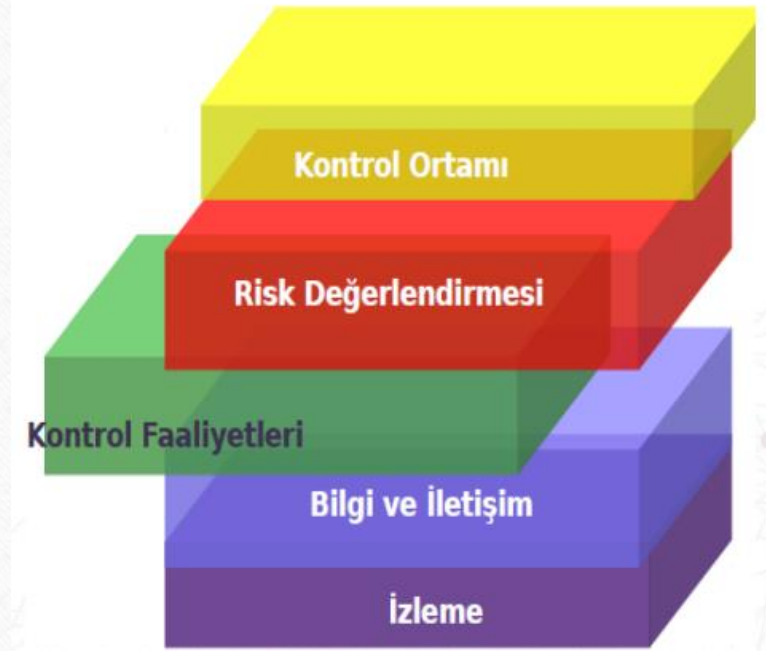 Kontrol Ortamı
Risk Değerlendirmesi
Kontrol Faaliyetleri
Bilgi ve İletişim
İzleme